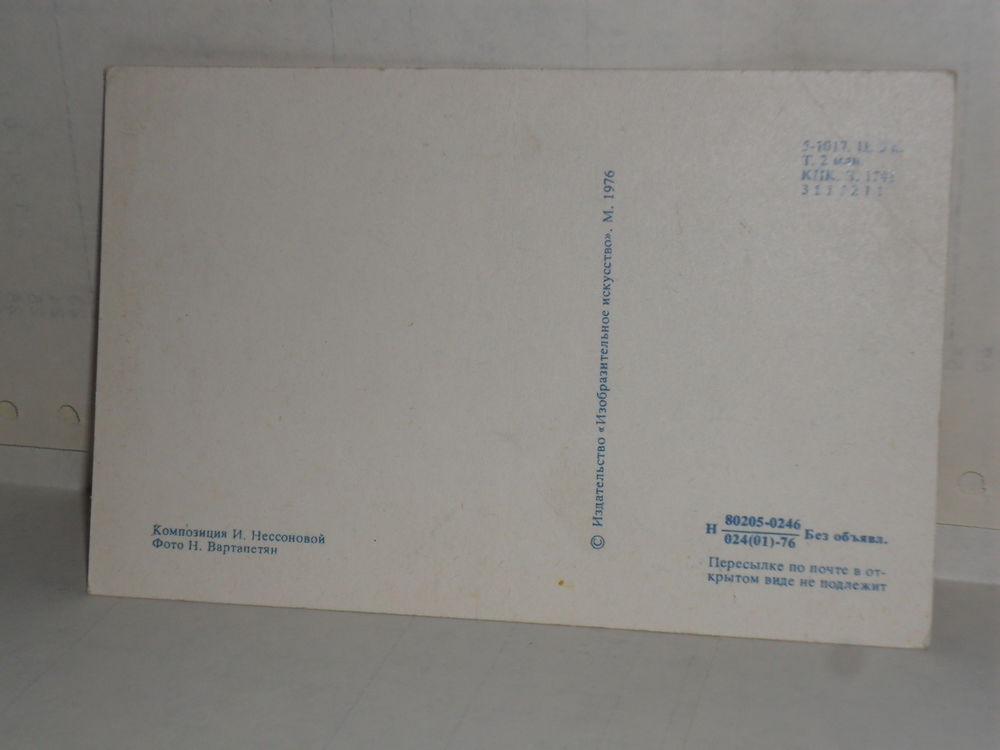 Т. 2 млн.
© Издательство «Изобразительное искусство». М. 1976
Композиция И. Нессоновой
Фото Н. Вартапетян
Н 80205-0246 Без объявл.
024(01)-76
Пересылке по почте в от-
крытом виде не подлежит